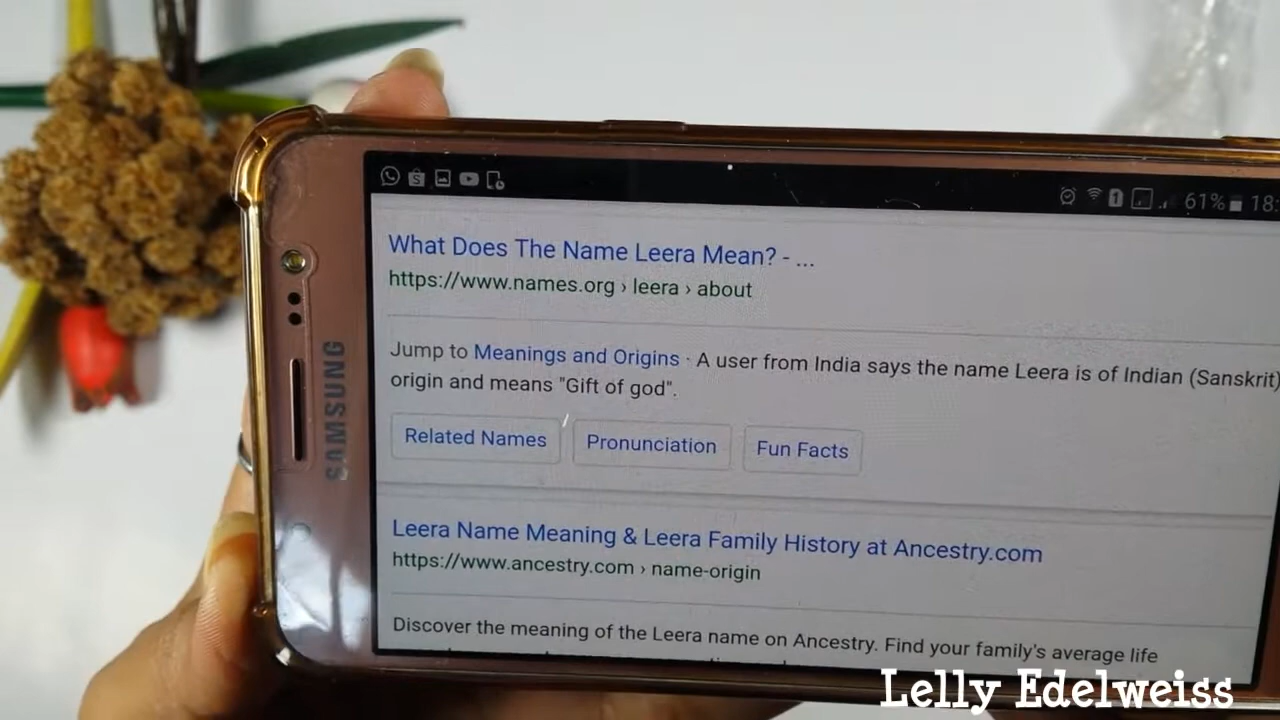 61% 18:
What Does The Name Leera Mean? - ...
https://www.names.org › leera › about
Jump to Meanings and Origins · A user from India says the name Leera is of Indian (Sanskrit)
origin and means "Gift of god".
Related Names Pronunciation Fun Facts
Leera Name Meaning & Leera Family History at Ancestry.com
https://www.ancestry.com › name-origin
Discover the meaning of the Leera name on Ancestry. Find your family's average life
SAMSUNG
Lelly Edelweiss